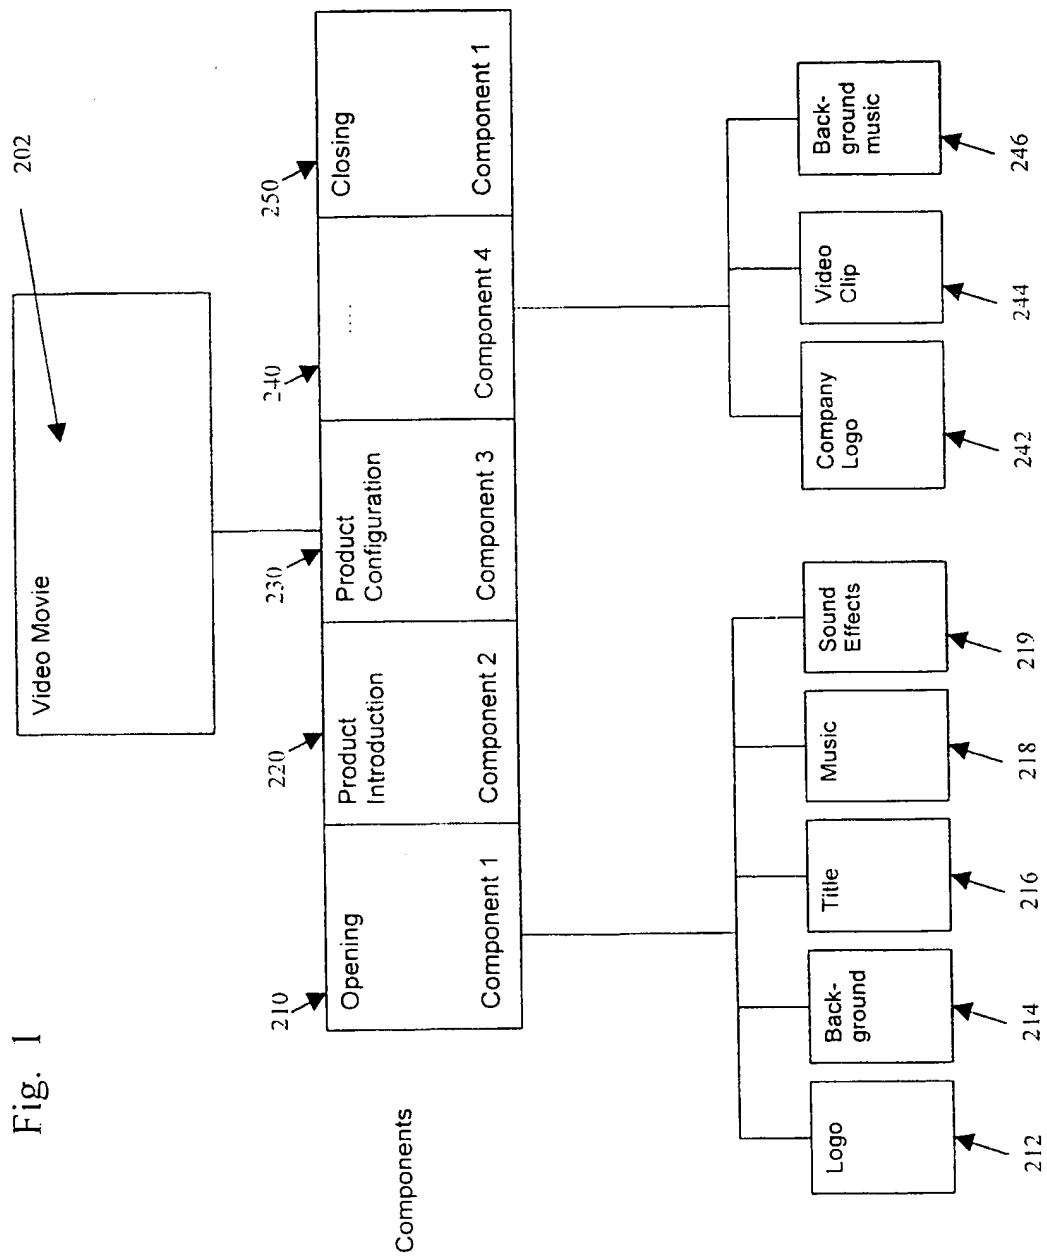 Fig. 1
202
Video Movie
210
220
230
240
250
Components
Opening
Component 1
Product
Introduction
Component 2
Product
Configuration
Component 3
....
Component 4
Closing
Component 1
Logo
Back-
ground
Title
Music
Sound
Effects
Company
Logo
Video
Clip
Back-
ground
music
212
214
216
218
219
242
244
246